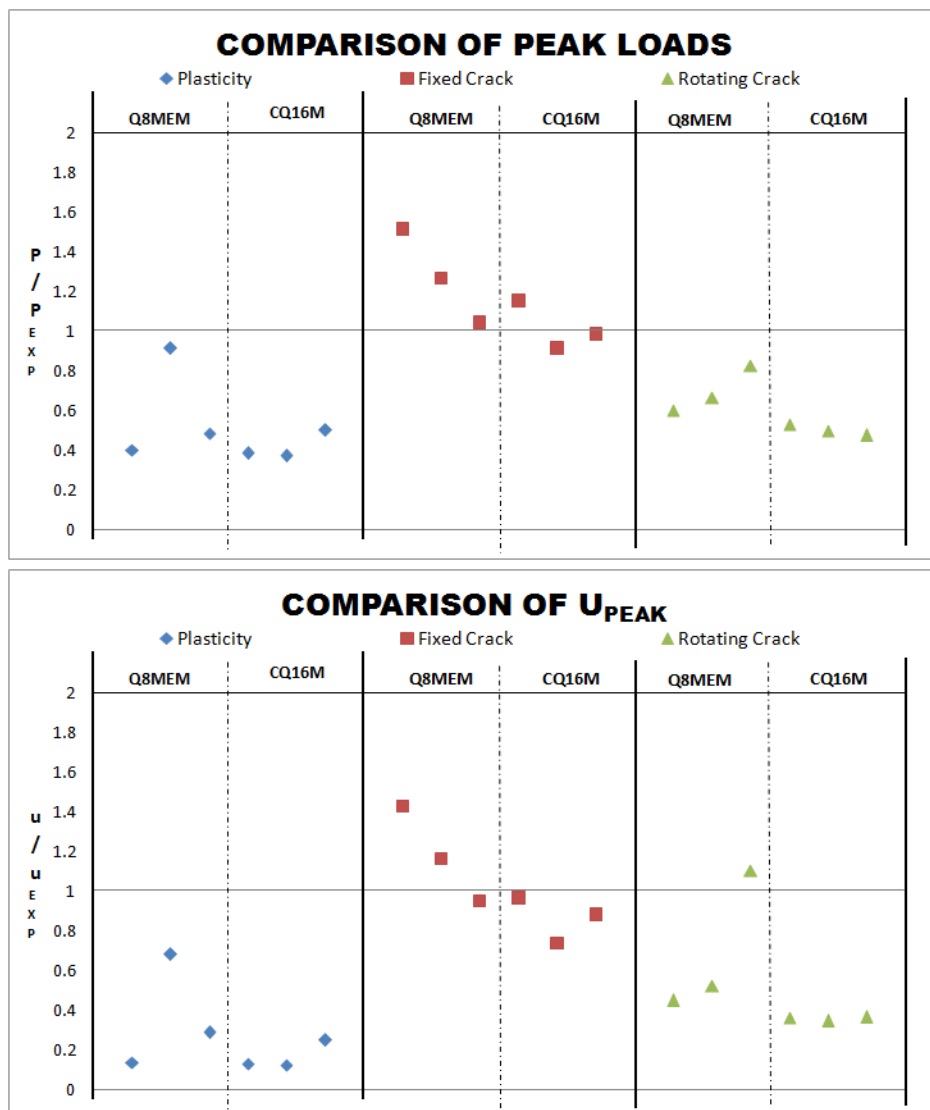 COMPARISON OF PEAK LOADS
Plasticity Fixed Crack Rotating Crack
Q8MEM CQ16M Q8MEM CQ16M Q8MEM CQ16M
2
1.8
1.6
1.4
1.2
1
0.8
0.6
0.4
0.2
0
P/PEXP
COMPARISON OF UPEAK
Plasticity Fixed Crack Rotating Crack
Q8MEM CQ16M Q8MEM CQ16M Q8MEM CQ16M
2
1.8
1.6
1.4
1.2
1
0.8
0.6
0.4
0.2
0
u/uEXP